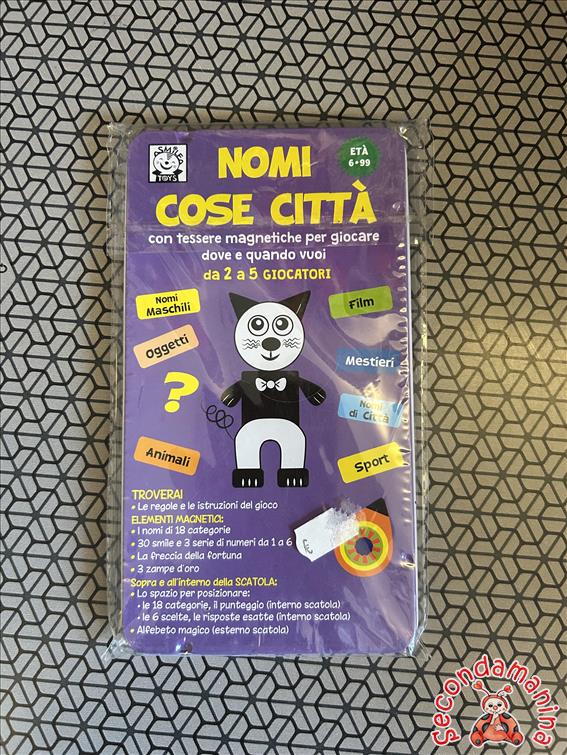 SMILE
TOYS
NOMI
COSE CITTÀ
ETÀ
6•99
con tessere magnetiche per giocare
dove e quando vuoi
da 2 a 5 GIOCATORI
Nomi
Maschili
Film
Oggetti
Mestieri
?
Nomi
di Città
Animali
Sport
TROVERAI
• Le regole e le istruzioni del gioco
ELEMENTI MAGNETICI:
• I nomi di 18 categorie
• 30 smile e 3 serie di numeri da 1 a 6
• La freccia della fortuna
• 3 zampe d'oro
Sopra e all'interno della SCATOLA:
• Lo spazio per posizionare:
• le 18 categorie, il punteggio (interno scatola)
• le 6 scelte, le risposte esatte (interno scatola)
• Alfabeto magico (esterno scatola)
Secondamanina